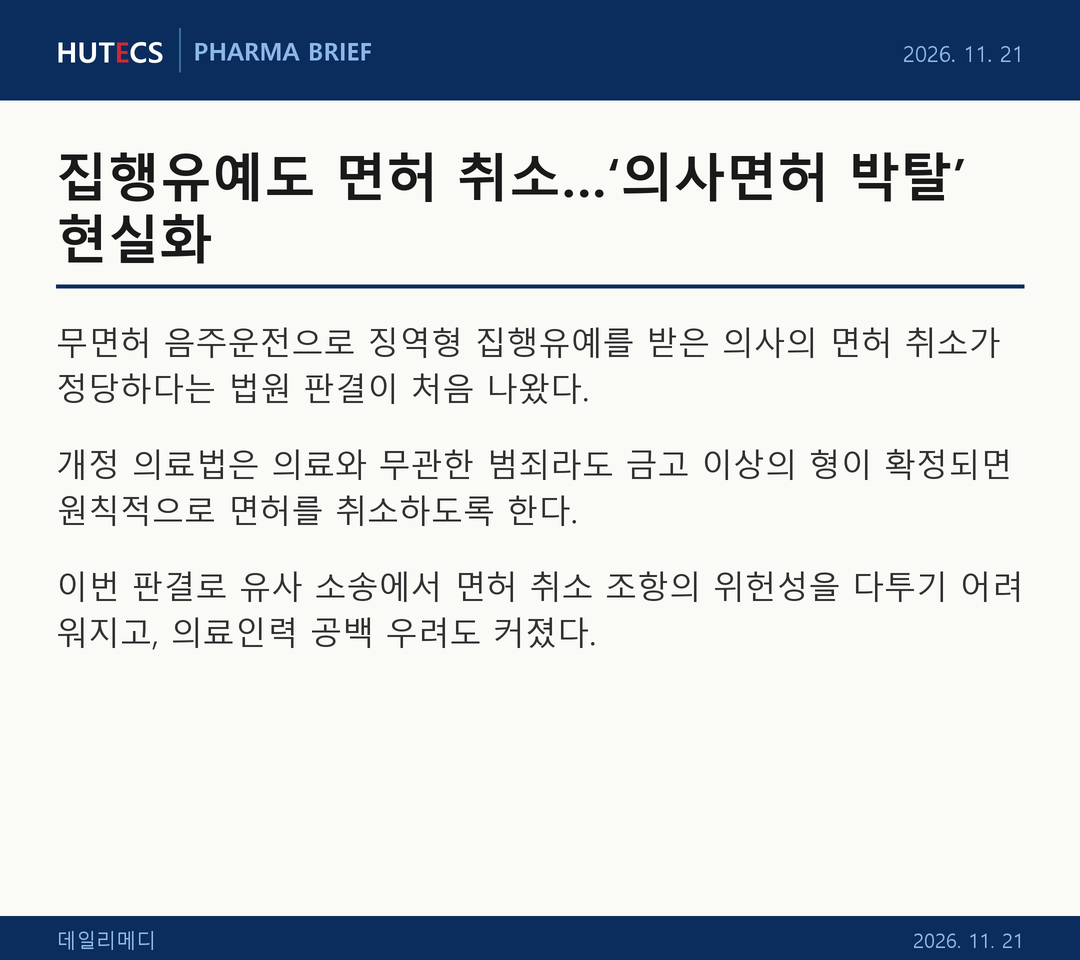 HUTECS | PHARMA BRIEF
2026. 11. 21
집행유예도 면허 취소…‘의사면허 박탈’
현실화
무면허 음주운전으로 징역형 집행유예를 받은 의사의 면허 취소가
정당하다는 법원 판결이 처음 나왔다.
개정 의료법은 의료와 무관한 범죄라도 금고 이상의 형이 확정되면
원칙적으로 면허를 취소하도록 한다.
이번 판결로 유사 소송에서 면허 취소 조항의 위헌성을 다투기 어려
워지고, 의료인력 공백 우려도 커졌다.
데일리메디
2026. 11. 21